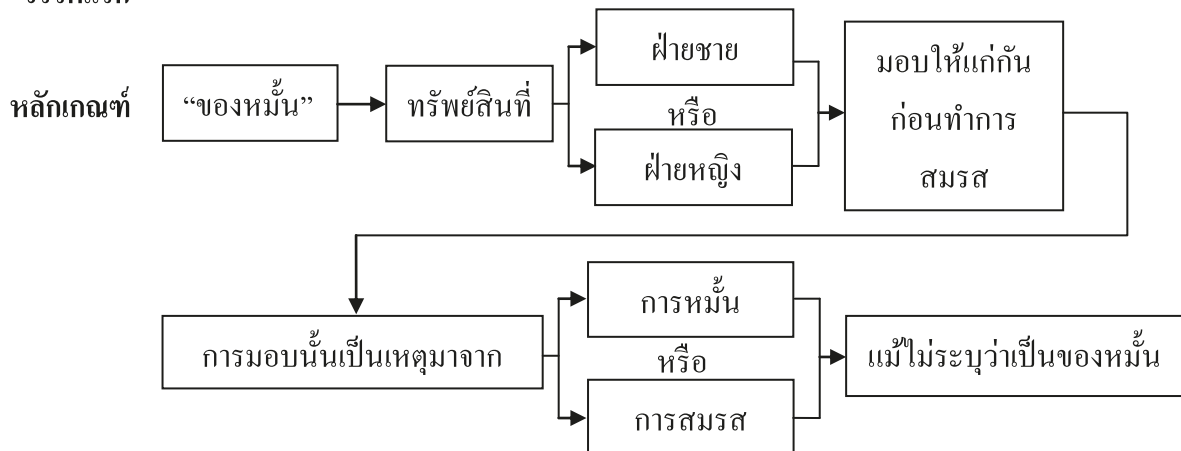 หลักเกณฑ์
“ของหมั้น”
ทรัพย์สินที่
ฝ่ายชาย
หรือ
ฝ่ายหญิง
มอบให้แก่กัน
ก่อนทำการ
สมรส
การมอบนั้นเป็นเหตุมาจาก
การหมั้น
หรือ
การสมรส
แม้ไม่ระบุว่าเป็นของหมั้น